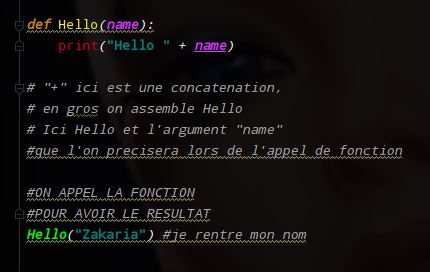 def Hello(name):
print("Hello " + name)
# "+" ici est une concatenation,
# en gros on assemble Hello
# Ici Hello et l'argument "name"
#que l'on precisera lors de l'appel de fonction
#ON APPEL LA FONCTION
#POUR AVOIR LE RESULTAT
Hello("Zakaria") #je rentre mon nom